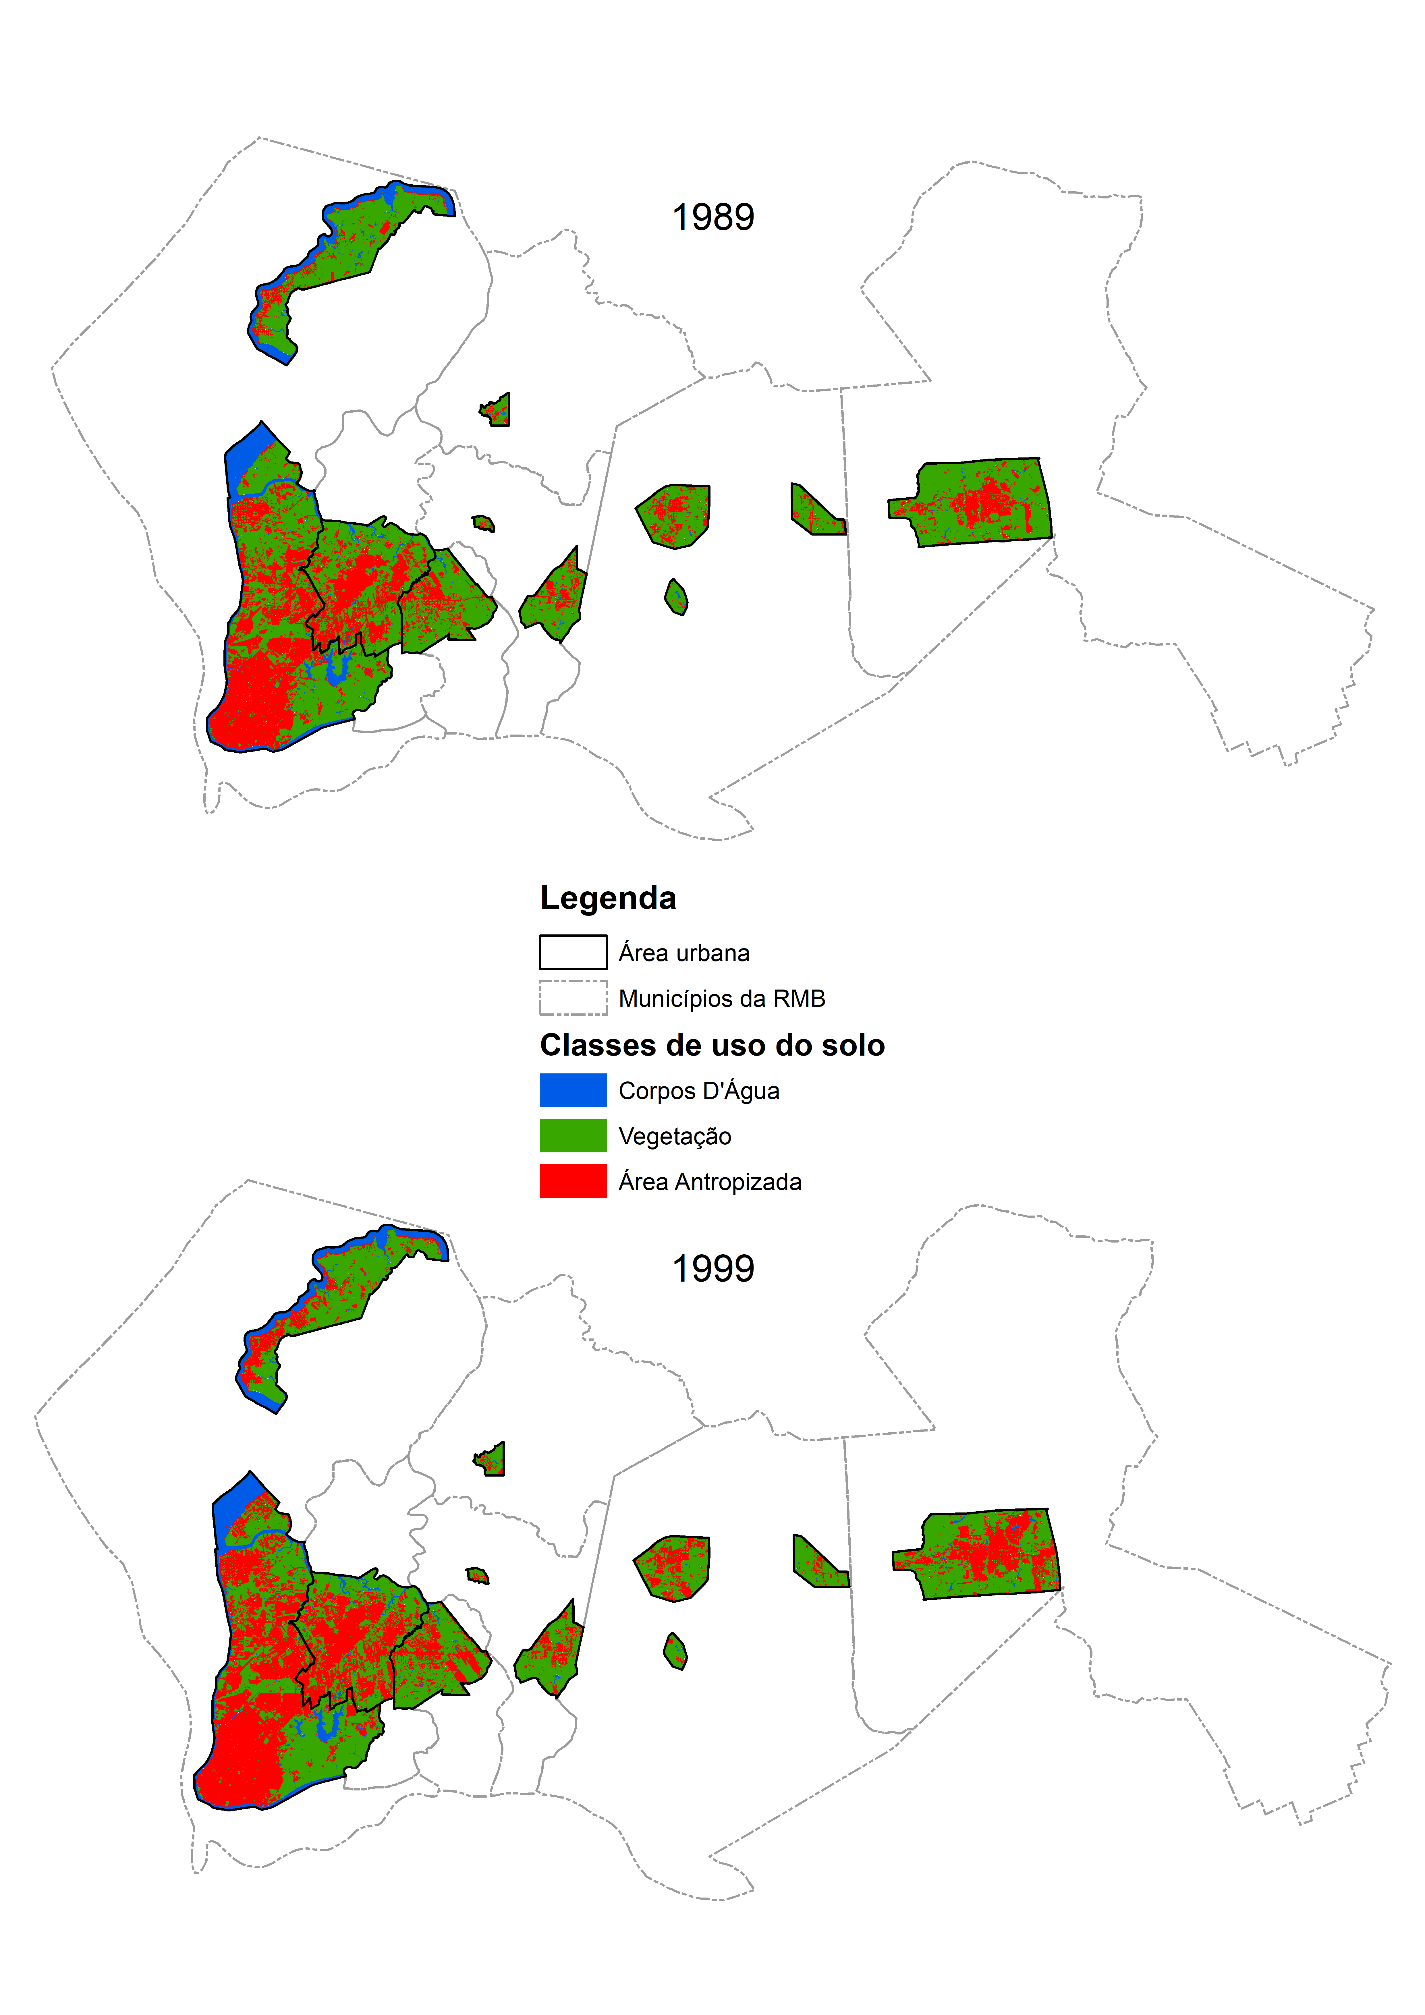 1989
Legenda
Área urbana
Municípios da RMB
Classes de uso do solo
Corpos D'Água
Vegetação
Área Antropizada
1999